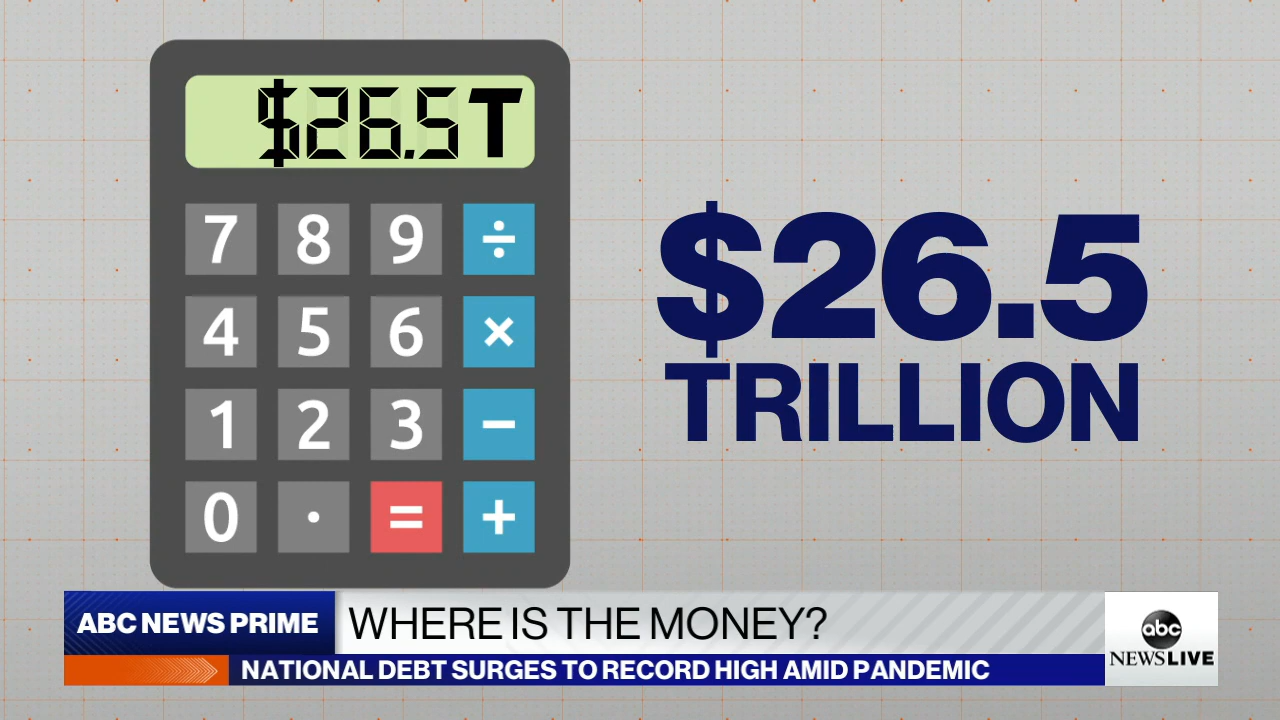 $26.5T
7 8 9 ÷
4 5 6 ×
1 2 3 −
0 · = +
$26.5
TRILLION
ABC NEWS PRIME
WHERE IS THE MONEY?
NATIONAL DEBT SURGES TO RECORD HIGH AMID PANDEMIC
abc
NEWS LIVE